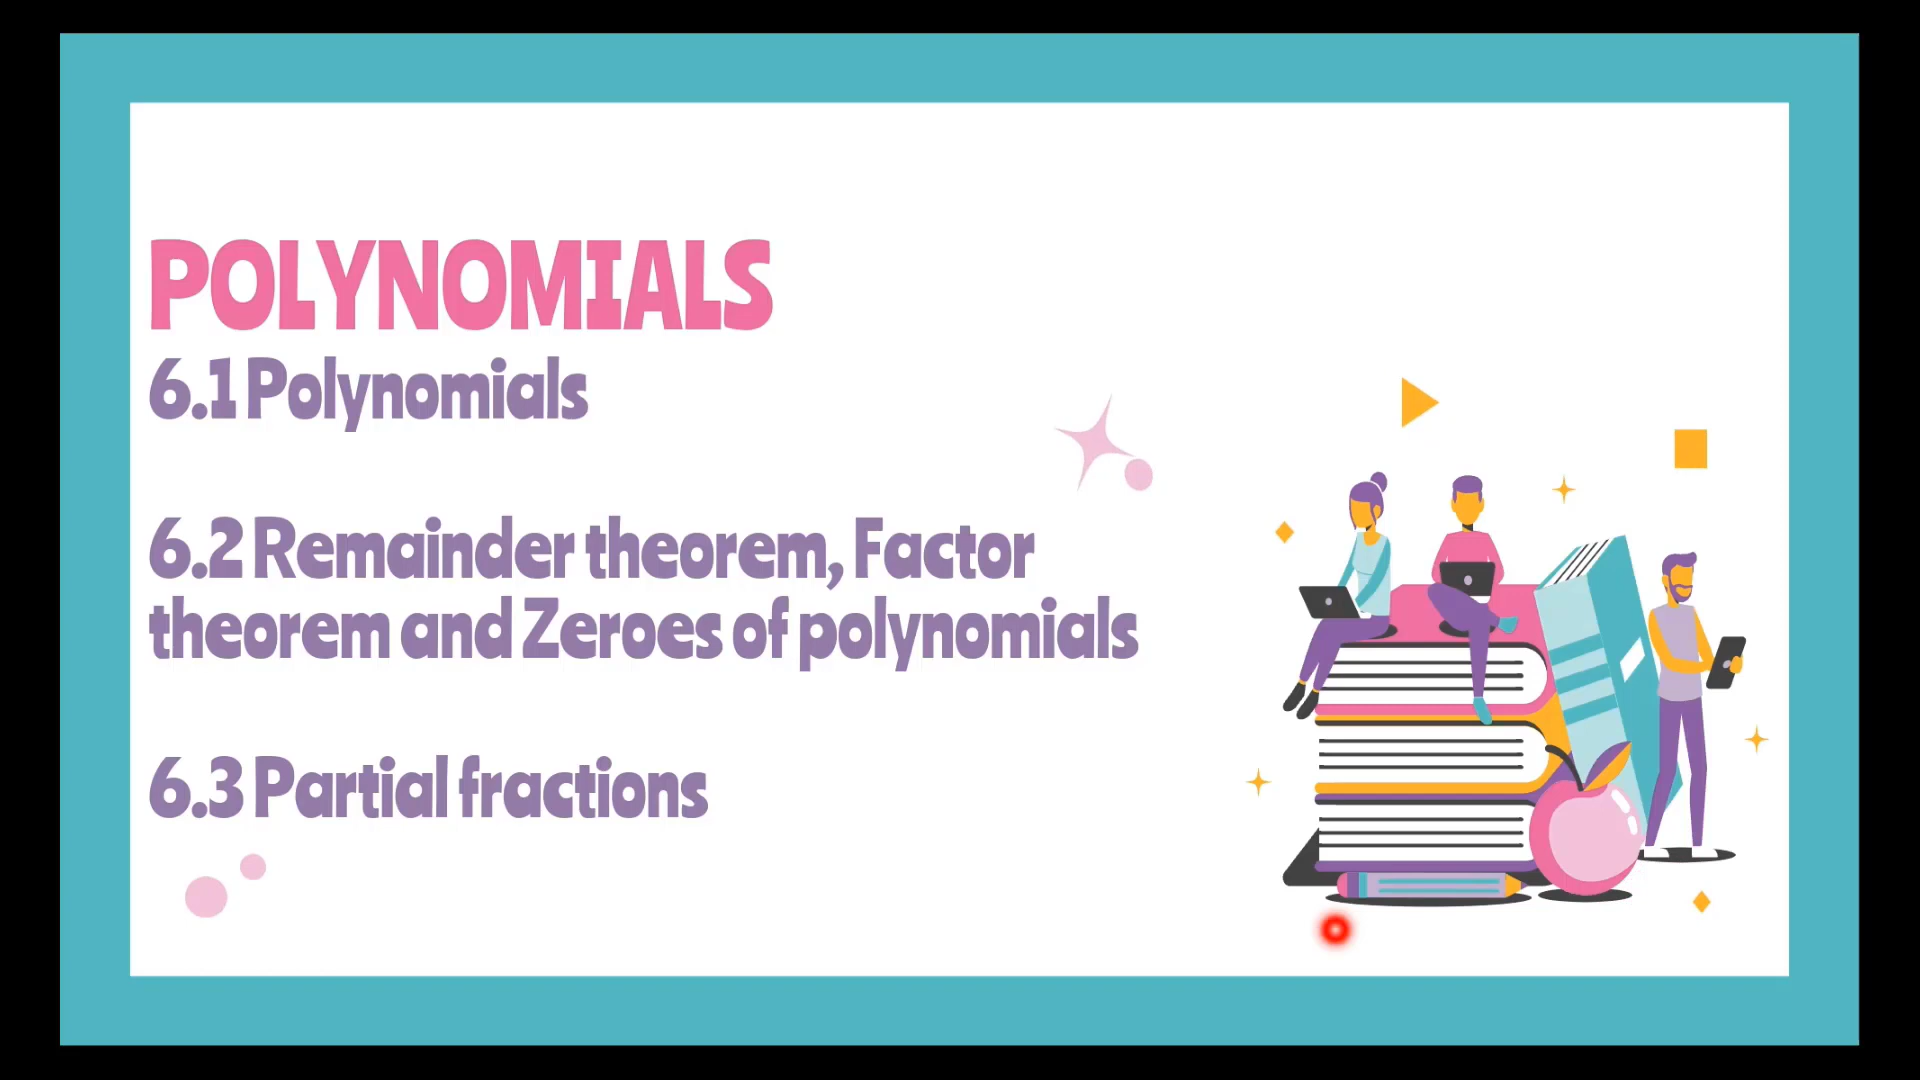 POLYNOMIALS
6.1 Polynomials
6.2 Remainder theorem, Factor
theorem and Zeroes of polynomials
6.3 Partial fractions